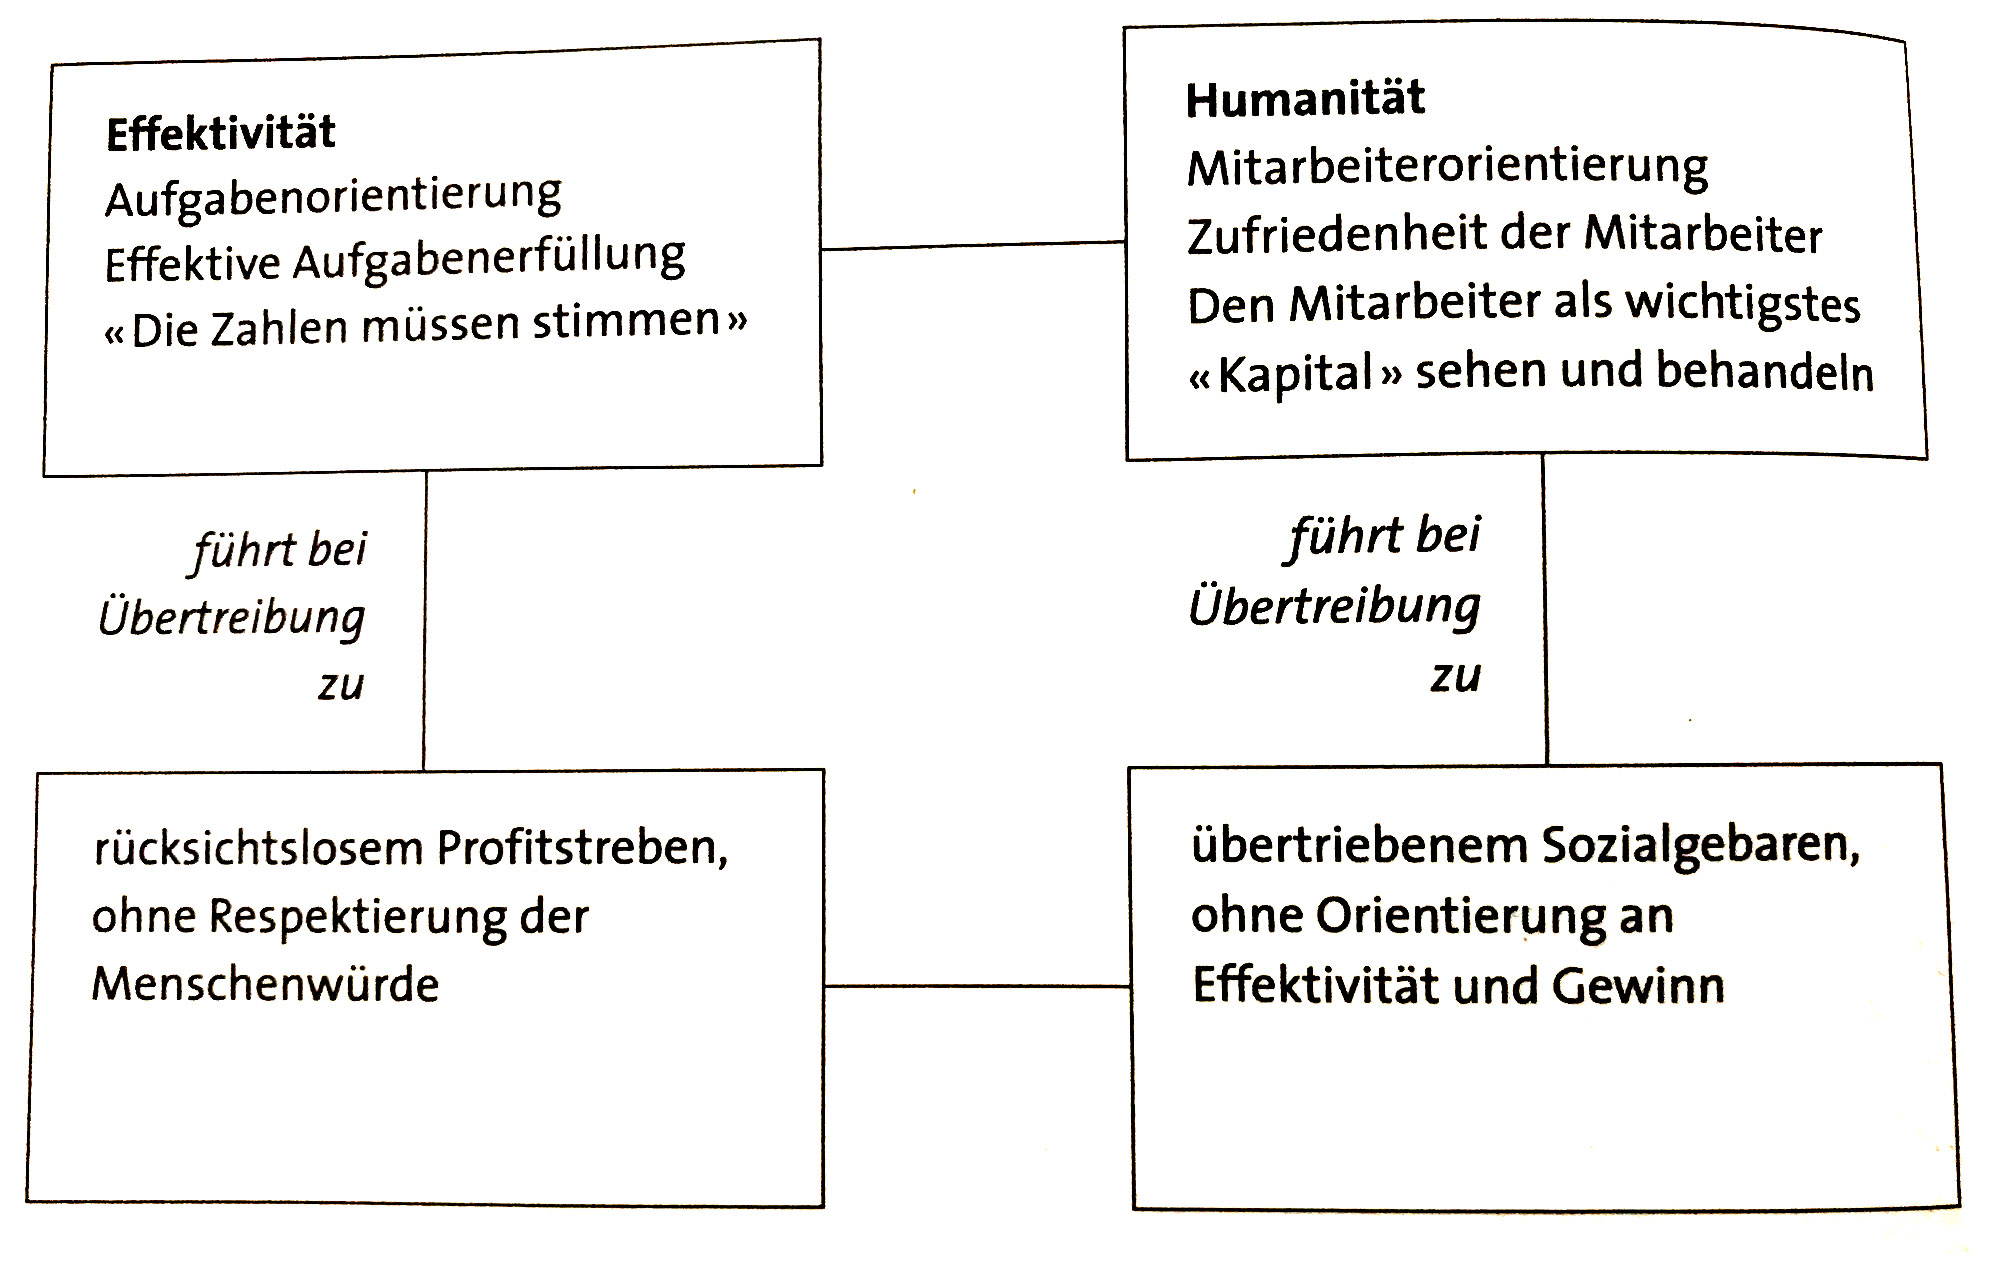 Effektivität
Aufgabenorientierung
Effektive Aufgabenerfüllung
«Die Zahlen müssen stimmen»
Humanität
Mitarbeiterorientierung
Zufriedenheit der Mitarbeiter
Den Mitarbeiter als wichtigstes
«Kapital» sehen und behandeln
führt bei
Übertreibung
zu
führt bei
Übertreibung
zu
rücksichtslosem Profitstreben,
ohne Respektierung der
Menschenwürde
übertriebenem Sozialgebaren,
ohne Orientierung an
Effektivität und Gewinn